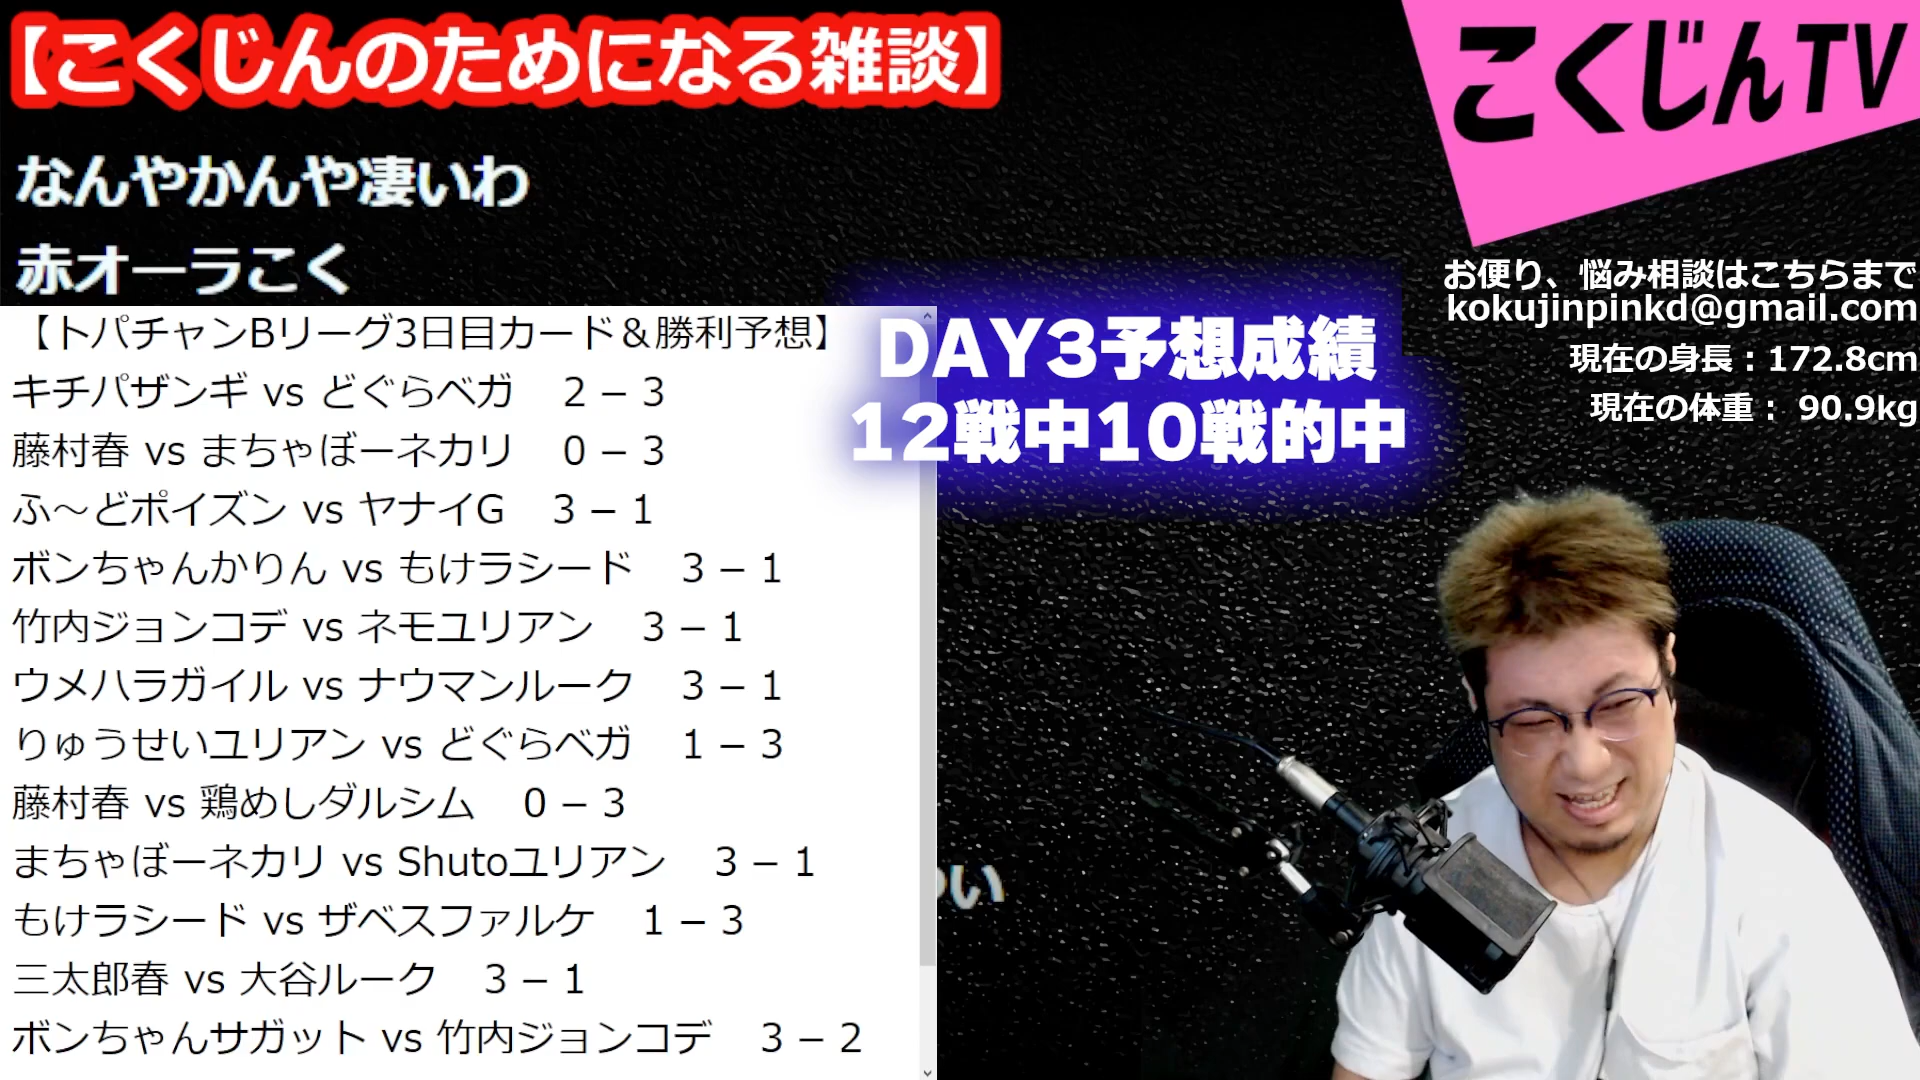 【こくじんのためになる雑談】
こくじんTV
なんやかんや凄いわ
赤オーラこく
お便り、悩み相談はこちらまで
kokujinpinkd@gmail.com
現在の身長：172.8cm
現在の体重： 90.9kg
DAY3予想成績
12戦中10戦的中
【トパチャンBリーグ3日目カード＆勝利予想】
キチパザンギ vs どぐらベガ 2 – 3
藤村春 vs まちゃぼーネカリ 0 – 3
ふ～どポイズン vs ヤナイG 3 – 1
ボンちゃんかりん vs もけラシード 3 – 1
竹内ジョンコデ vs ネモユリアン 3 – 1
ウメハラガイル vs ナウマンルーク 3 – 1
りゅうせいユリアン vs どぐらベガ 1 – 3
藤村春 vs 鶏めしダルシム 0 – 3
まちゃぼーネカリ vs Shutoユリアン 3 – 1
もけラシード vs ザベスファルケ 1 – 3
三太郎春 vs 大谷ルーク 3 – 1
ボンちゃんサガット vs 竹内ジョンコデ 3 – 2